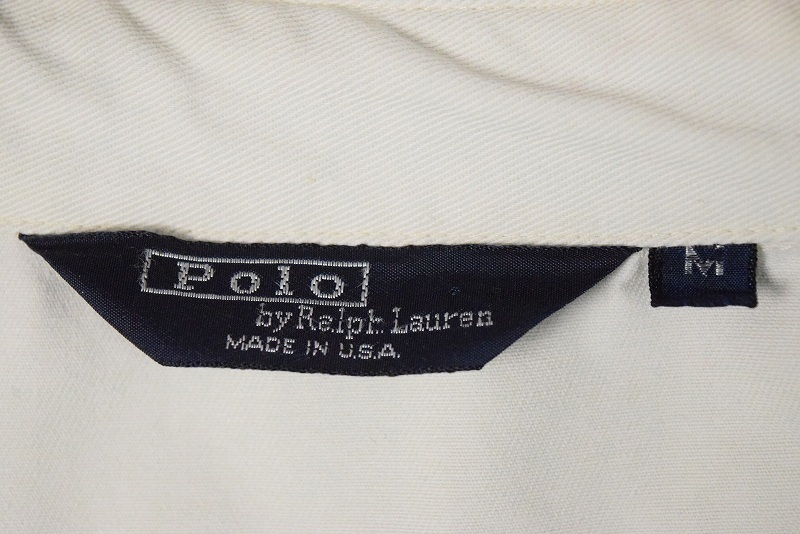 Polo
by Ralph Lauren
MADE IN U.S.A.
M